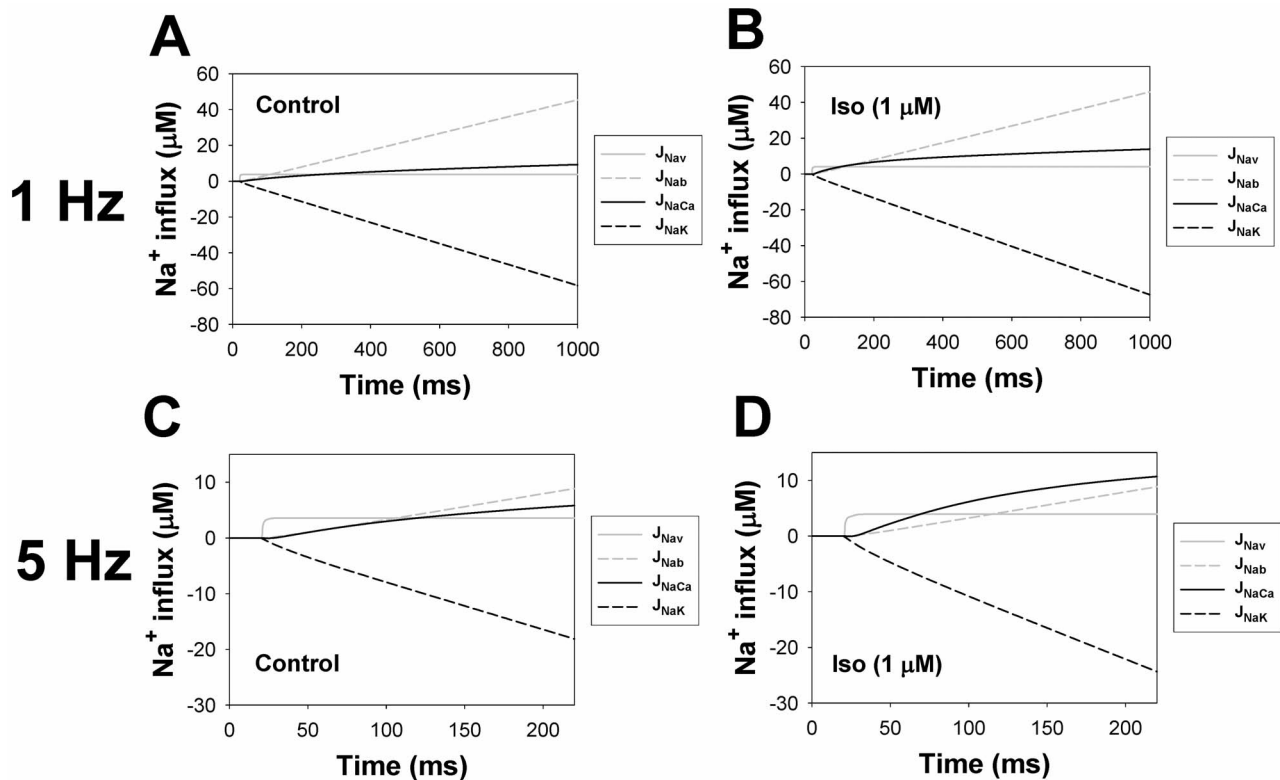 A
B
Na+ influx (μM)
60
40
20
0
-20
-40
-60
-80
Control
0 200 400 600 800 1000
Time (ms)
JNav
JNab
JNaCa
JNaK
Na+ influx (μM)
60
40
20
0
-20
-40
-60
-80
Iso (1 μM)
0 200 400 600 800 1000
Time (ms)
JNav
JNab
JNaCa
JNaK
1 Hz
C
D
Na+ influx (μM)
10
0
-10
-20
-30
Control
0 50 100 150 200
Time (ms)
JNav
JNab
JNaCa
JNaK
Na+ influx (μM)
10
0
-10
-20
-30
Iso (1 μM)
0 50 100 150 200
Time (ms)
JNav
JNab
JNaCa
JNaK
5 Hz